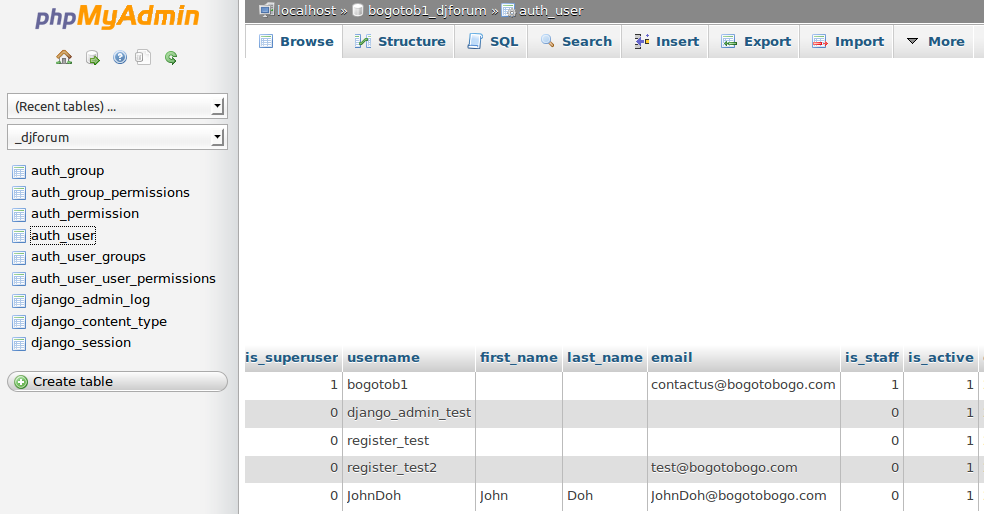 phpMyAdmin
(Recent tables) ...
_djforum
auth_group
auth_group_permissions
auth_permission
auth_user
auth_user_groups
auth_user_user_permissions
django_admin_log
django_content_type
django_session
Create table
localhost » bogotob1_djforum » auth_user
Browse Structure SQL Search Insert Export Import More
is_superuser username first_name last_name email is_staff is_active
1 bogotob1 contactus@bogotobogo.com 1 1
0 django_admin_test 0 1
0 register_test 0 1
0 register_test2 test@bogotobogo.com 0 1
0 JohnDoh John Doh JohnDoh@bogotobogo.com 0 1